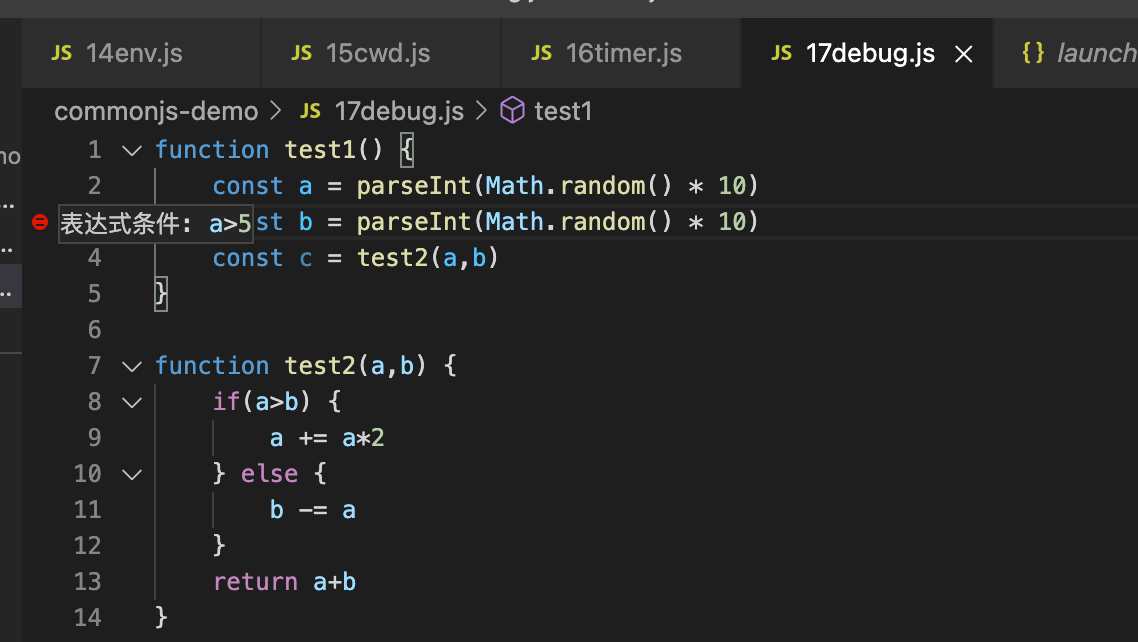 JS 14env.js JS 15cwd.js JS 16timer.js JS 17debug.js × {} launch
commonjs-demo > JS 17debug.js > test1
1 function test1() {
2 const a = parseInt(Math.random() * 10)
表达式条件: a>5st b = parseInt(Math.random() * 10)
4 const c = test2(a,b)
5 }
6
7 function test2(a,b) {
8 if(a>b) {
9 a += a*2
10 } else {
11 b -= a
12 }
13 return a+b
14 }